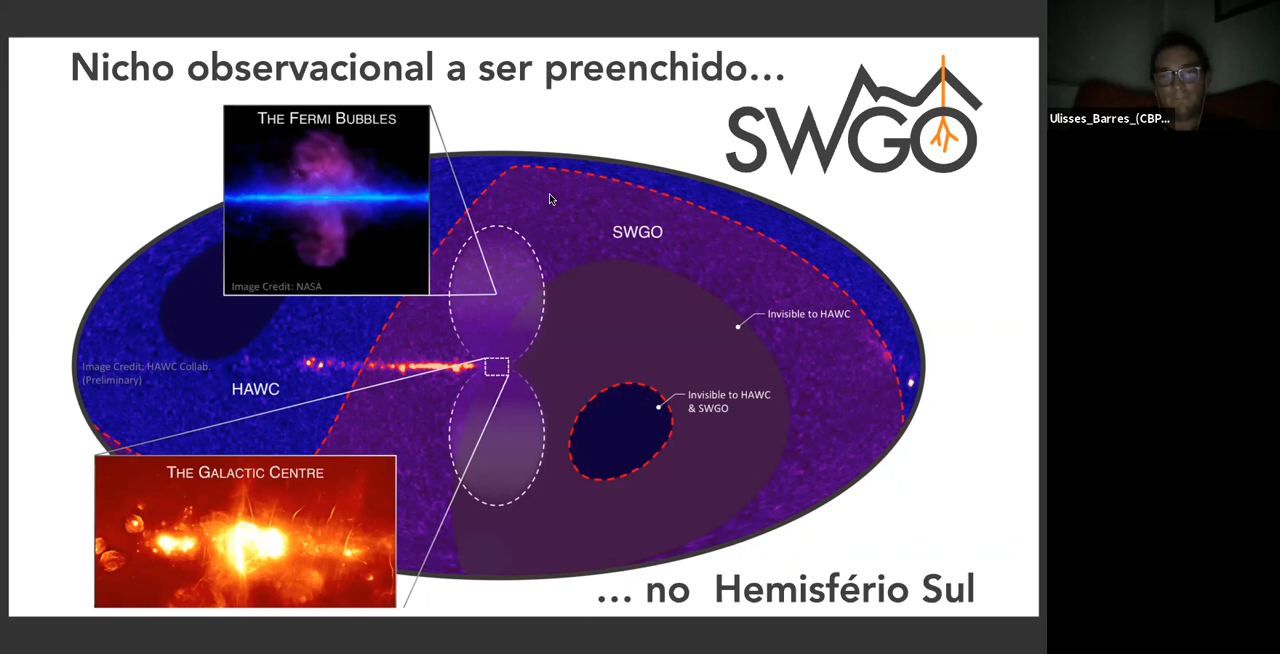 Nicho observacional a ser preenchido...
SWGO
THE FERMI BUBBLES
Image Credit: NASA
SWGO
Invisible to HAWC
Image Credit: HAWC Collab.
(Preliminary)
HAWC
Invisible to HAWC
& SWGO
THE GALACTIC CENTRE
... no Hemisfério Sul
Ulisses_Barres_(CBP...